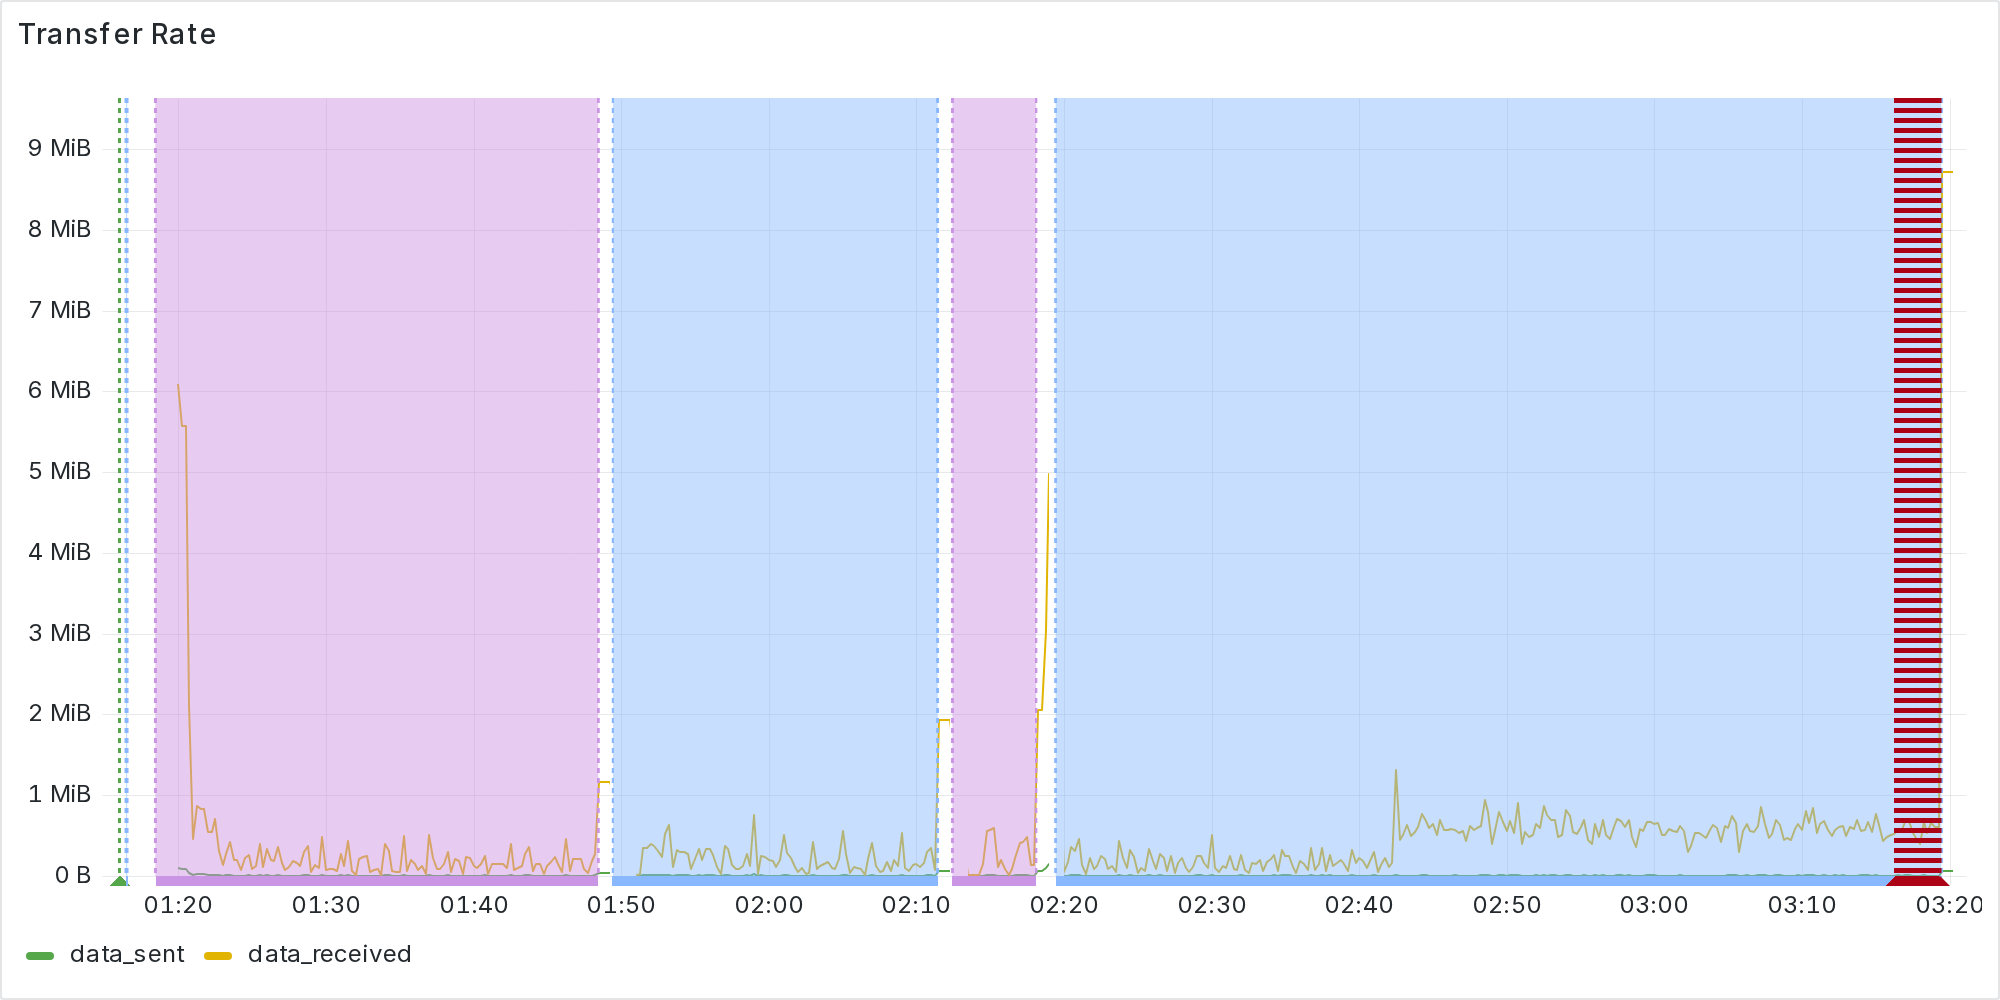 Transfer Rate
9 MiB
8 MiB
7 MiB
6 MiB
5 MiB
4 MiB
3 MiB
2 MiB
1 MiB
0 B
01:20 01:30 01:40 01:50 02:00 02:10 02:20 02:30 02:40 02:50 03:00 03:10 03:20
data_sent data_received